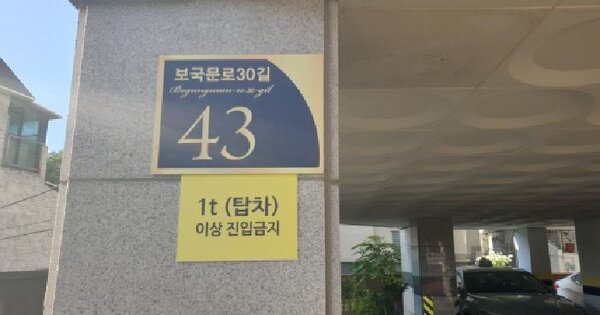 보국문로30길
Bogungmun-ro 30-gil
43
1t (탑차)
이상 진입금지